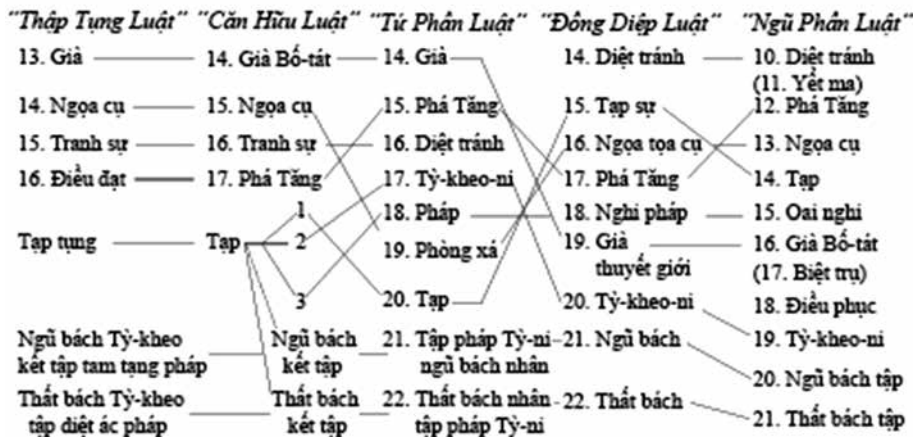 "Thập Tụng Luật" "Căn Hữu Luật" "Tứ Phần Luật" "Đồng Diệp Luật" "Ngũ Phần Luật"
13. Già 14. Già Bố-tát 14. Già 14. Diệt tránh 10. Diệt tránh
(11. Yết ma)
14. Ngọa cụ 15. Ngọa cụ 15. Phá Tăng 15. Tạp sự 12. Phá Tăng
15. Tranh sự 16. Tranh sự 16. Diệt tránh 16. Ngọa tọa cụ 13. Ngọa cụ
16. Điều đạt 17. Phá Tăng 17. Tỳ-kheo-ni 17. Phá Tăng 14. Tạp
1 18. Pháp 18. Nghi pháp 15. Oai nghi
Tạp tụng Tạp 2 19. Phòng xá 19. Già 16. Già Bố-tát
thuyết giới (17. Biệt trụ)
3 20. Tạp 20. Tỳ-kheo-ni 18. Điều phục
Ngũ bách Tỳ-kheo Ngũ bách 21. Tập pháp Tỳ-ni 21. Ngũ bách 19. Tỳ-kheo-ni
kết tập tam tạng pháp kết tập ngũ bách nhân
20. Ngũ bách tập
Thất bách Tỳ-kheo Thất bách 22. Thất bách nhân 22. Thất bách
tập diệt ác pháp kết tập tập pháp Tỳ-ni 21. Thất bách tập